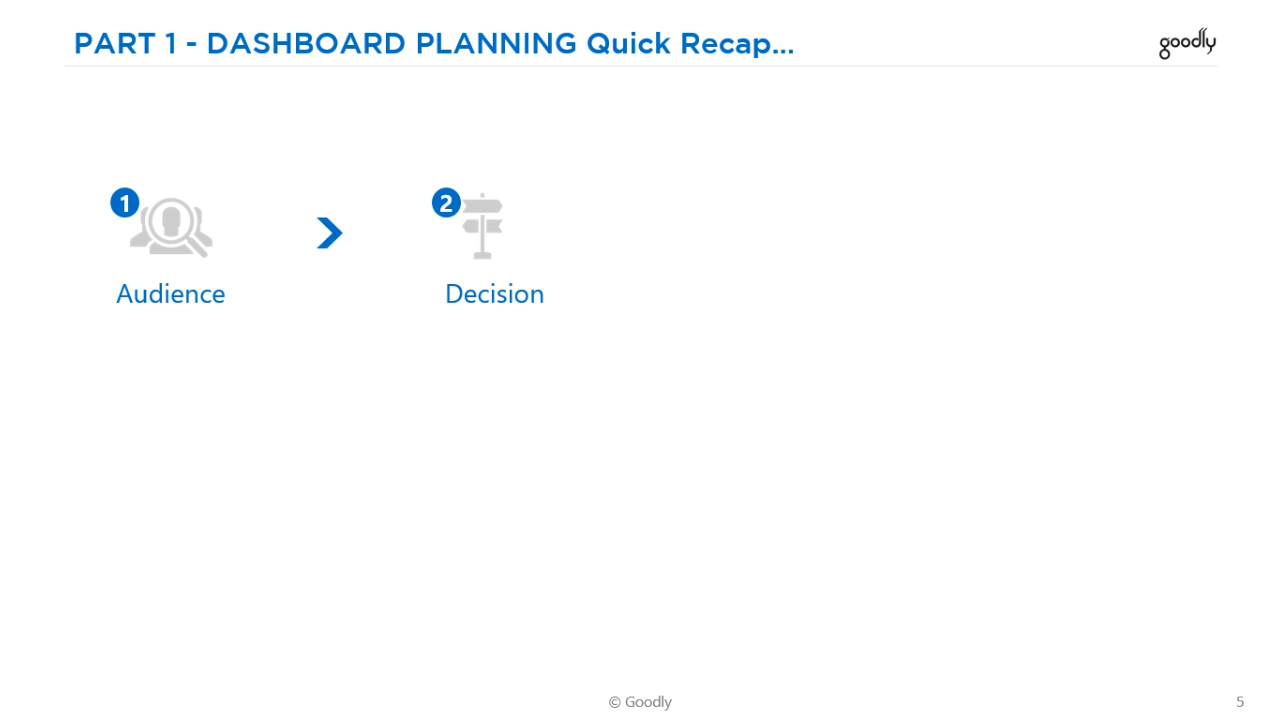 PART 1 - DASHBOARD PLANNING Quick Recap...
goodly
1
2
Audience
Decision
© Goodly
5